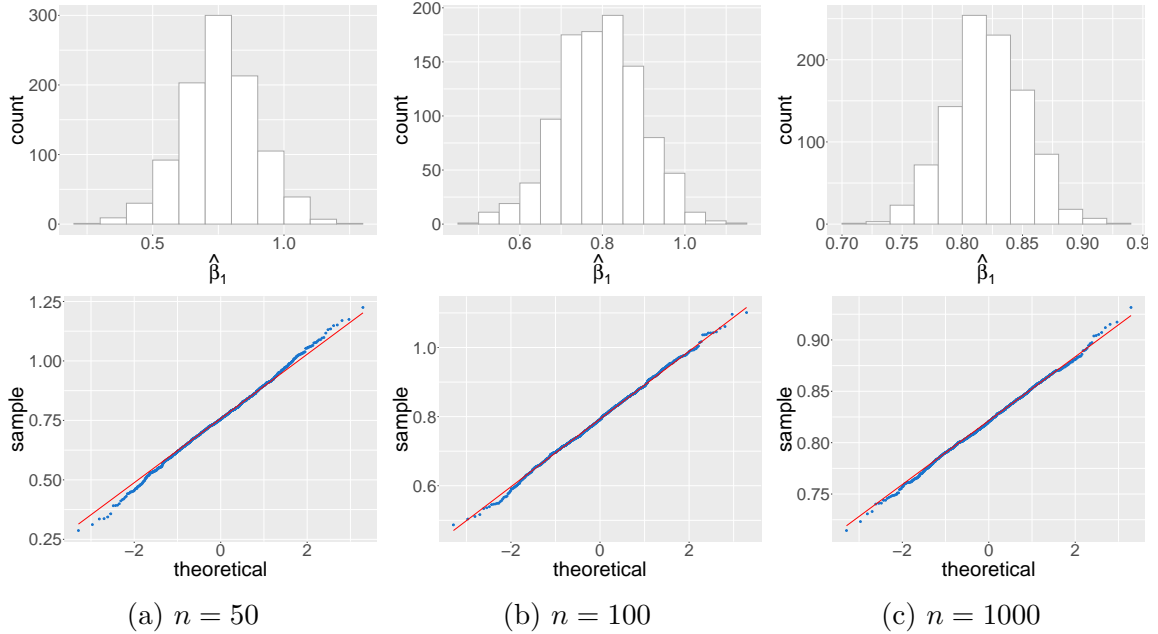 300
200
100
0
count
0.5 1.0
β̂₁
200
150
100
50
0
count
0.6 0.8 1.0
β̂₁
200
100
0
count
0.70 0.75 0.80 0.85 0.90 0.9
β̂₁
1.25
1.00
0.75
0.50
0.25
sample
−2 0 2
theoretical
1.0
0.8
0.6
sample
−2 0 2
theoretical
0.90
0.85
0.80
0.75
sample
−2 0 2
theoretical
(a) n = 50
(b) n = 100
(c) n = 1000